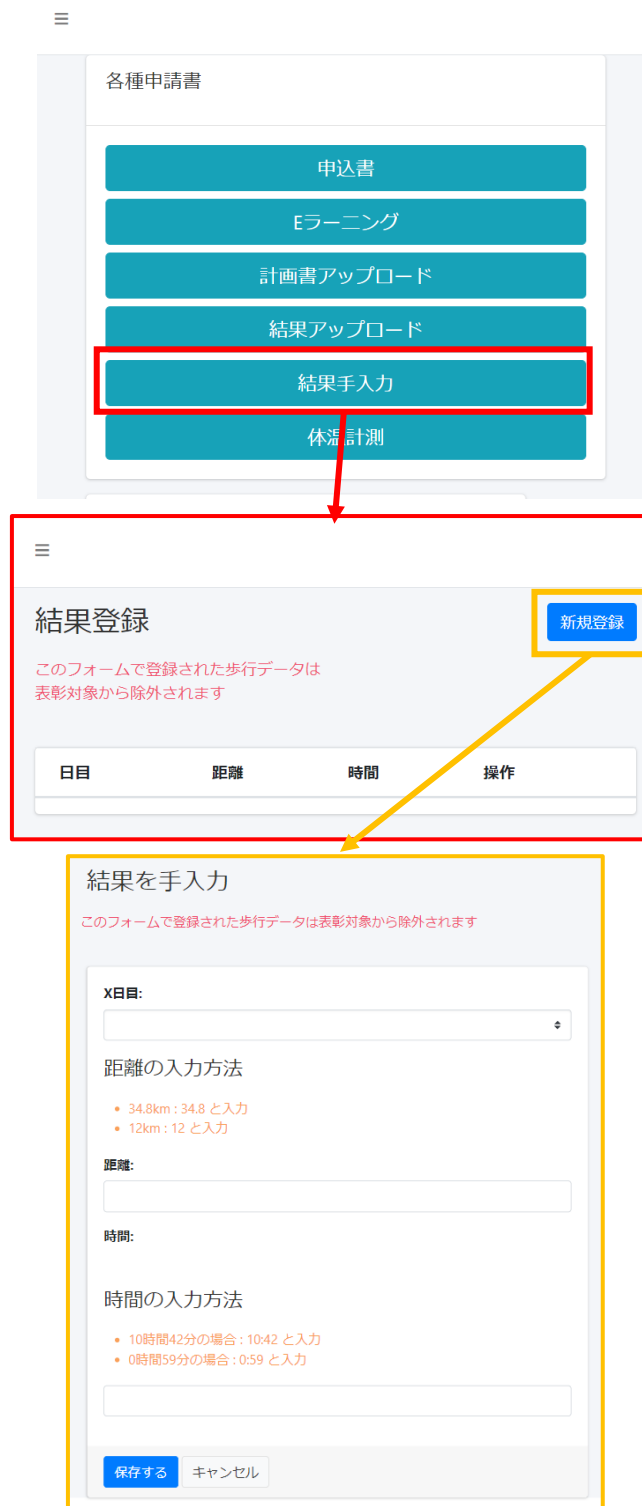 各種申請書
申込書
Eラーニング
計画書アップロード
結果アップロード
結果手入力
体温計測
結果登録
新規登録
このフォームで登録された歩行データは
表彰対象から除外されます
日目 距離 時間 操作
結果を手入力
このフォームで登録された歩行データは表彰対象から除外されます
X日目:
距離の入力方法
• 34.8km : 34.8 と入力
• 12km : 12 と入力
距離:
時間:
時間の入力方法
• 10時間42分の場合 : 10:42 と入力
• 0時間59分の場合 : 0:59 と入力
保存する キャンセル